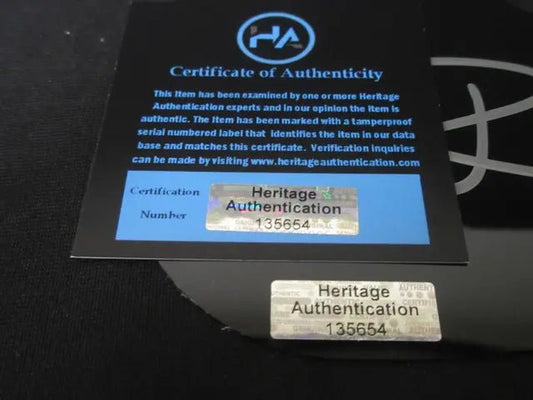 HA
Certificate of Authenticity
This Item has been examined by one or more Heritage
Authentication experts and in our opinion the item is
authentic. The Item has been marked with a tamperproof
serial numbered label that identifies the item in our data
base and matches this certificate. Verification inquiries
can be made by visiting www.heritageauthentication.com
Certification
Number
Heritage
Authentication
135654
Heritage
Authentication
135654